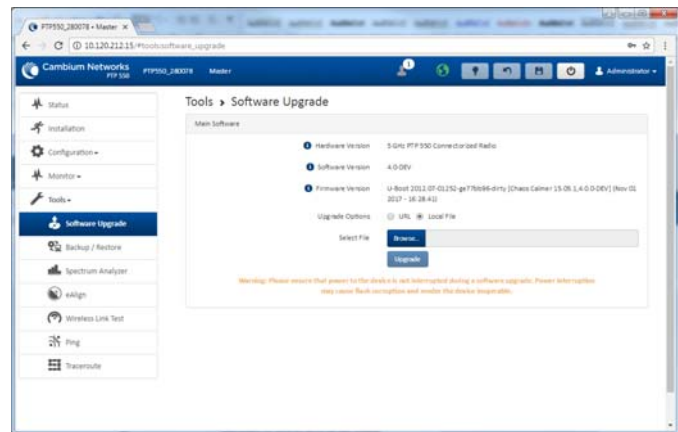 PTP550_280078 - Master
10.120.212.15/#tools:software_upgrade
Cambium Networks
PTP 550
PTP550_280078 Master
0
Administrator
Status
Installation
Configuration
Monitor
Tools
Software Upgrade
Backup / Restore
Spectrum Analyzer
eAlign
Wireless Link Test
Ping
Traceroute
Tools > Software Upgrade
Main Software
Hardware Version 5 GHz PTP 550 Connectorized Radio
Software Version 4.0-DEV
Firmware Version U-Boot 2012.07-01252-ge77bb96-dirty [Chaos Calmer 15.05.1,4.0.0-DEV] (Nov 01
2017 - 16:28:41)
Upgrade Options URL Local File
Select File Browse...
Upgrade
Warning: Please ensure that power to the device is not interrupted during a software upgrade. Power interruption
may cause flash corruption and render the device inoperable.